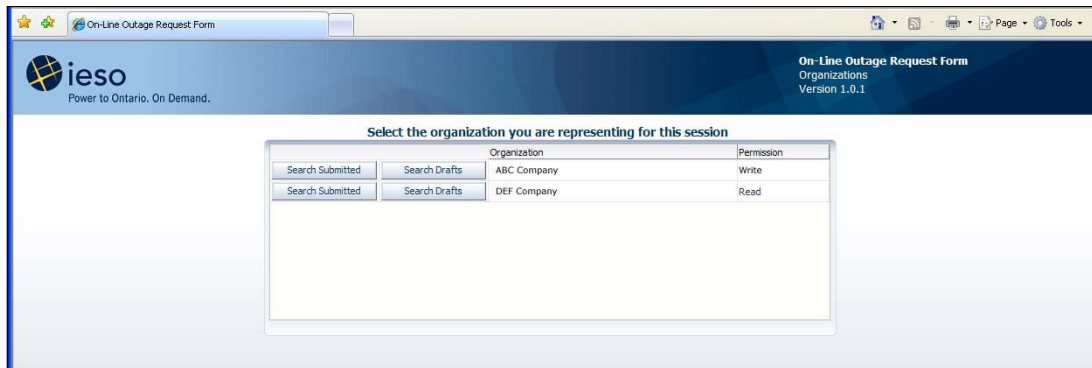 On-Line Outage Request Form
Page
Tools
ieso
Power to Ontario. On Demand.
On-Line Outage Request Form
Organizations
Version 1.0.1
Select the organization you are representing for this session
Organization Permission
Search Submitted Search Drafts ABC Company Write
Search Submitted Search Drafts DEF Company Read